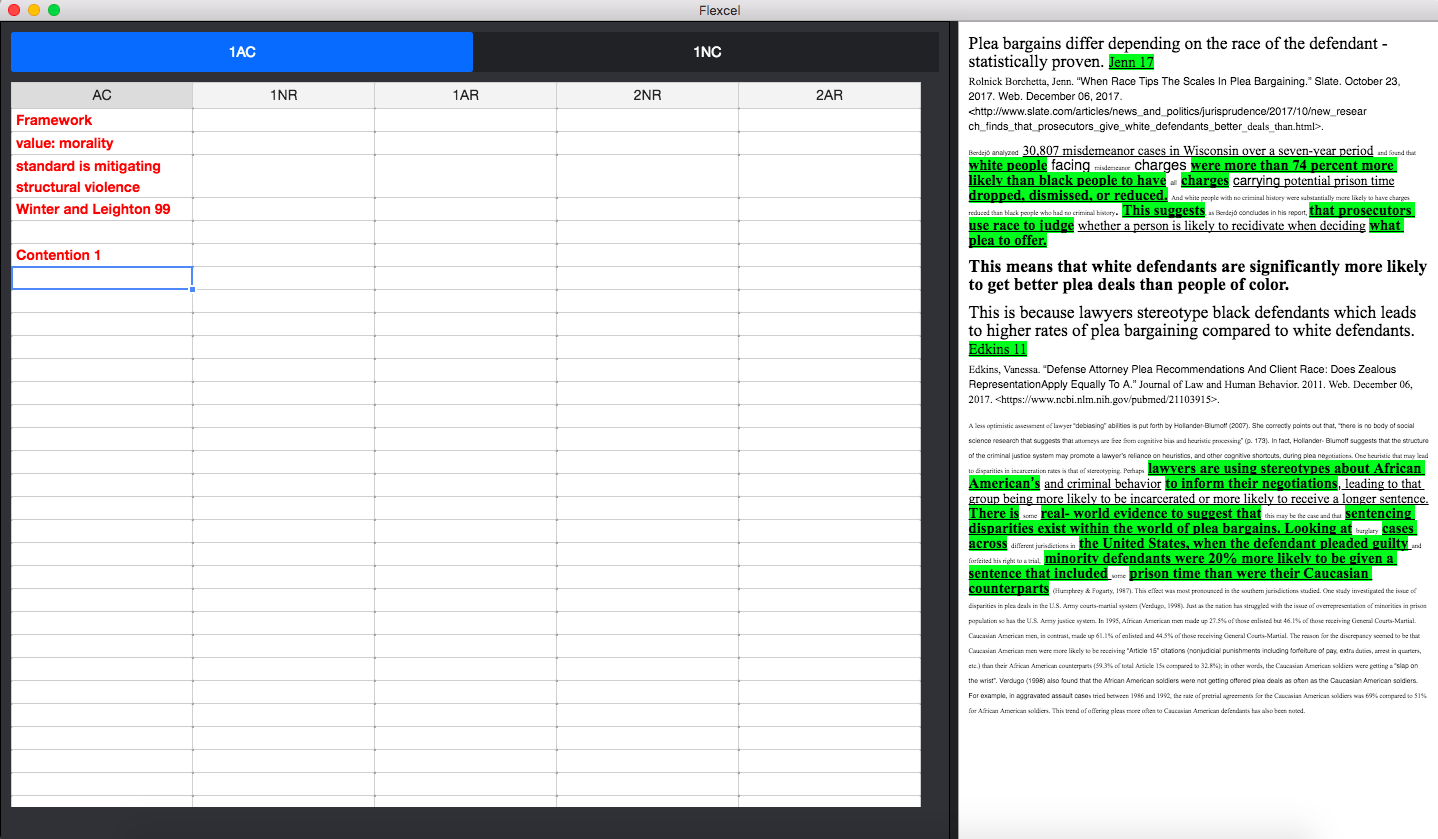 Flexcel
1AC
1NC
AC
1NR
1AR
2NR
2AR
Framework
value: morality
standard is mitigating
structural violence
Winter and Leighton 99
Contention 1
Plea bargains differ depending on the race of the defendant -
statistically proven. Jenn 17
Rolnick Borchetta, Jenn. “When Race Tips The Scales In Plea Bargaining.” Slate. October 23,
2017. Web. December 06, 2017.
<http://www.slate.com/articles/news_and_politics/jurisprudence/2017/10/new_resear
ch_finds_that_prosecutors_give_white_defendants_better_deals_than.html>.
Berdejó analyzed 30,807 misdemeanor cases in Wisconsin over a seven-year period and found that
white people facing misdemeanor charges were more than 74 percent more
likely than black people to have all charges carrying potential prison time
dropped, dismissed, or reduced. And white people with no criminal history were substantially more likely to have charges
reduced than black people who had no criminal history. This suggests, as Berdejó concludes in his report, that prosecutors
use race to judge whether a person is likely to recidivate when deciding what
plea to offer.
This means that white defendants are significantly more likely
to get better plea deals than people of color.
This is because lawyers stereotype black defendants which leads
to higher rates of plea bargaining compared to white defendants.
Edkins 11
Edkins, Vanessa. “Defense Attorney Plea Recommendations And Client Race: Does Zealous
RepresentationApply Equally To A.” Journal of Law and Human Behavior. 2011. Web. December 06,
2017. <https://www.ncbi.nlm.nih.gov/pubmed/21103915>.
A less optimistic assessment of lawyer “debiasing” abilities is put forth by Hollander-Blumoff (2007). She correctly points out that, “there is no body of social
science research that suggests that attorneys are free from cognitive bias and heuristic processing” (p. 173). In fact, Hollander- Blumoff suggests that the structure
of the criminal justice system may promote a lawyer’s reliance on heuristics, and other cognitive shortcuts, during plea negotiations. One heuristic that may lead
to disparities in incarceration rates is that of stereotyping. Perhaps lawyers are using stereotypes about African
American’s and criminal behavior to inform their negotiations, leading to that
group being more likely to be incarcerated or more likely to receive a longer sentence.
There is some real- world evidence to suggest that this may be the case and that sentencing
disparities exist within the world of plea bargains. Looking at burglary cases
across different jurisdictions in the United States, when the defendant pleaded guilty and
forfeited his right to a trial, minority defendants were 20% more likely to be given a
sentence that included some prison time than were their Caucasian
counterparts (Humphrey & Fogarty, 1987). This effect was most pronounced in the southern jurisdictions studied. One study investigated the issue of
disparities in plea deals in the U.S. Army courts-martial system (Verdugo, 1998). Just as the nation has struggled with the issue of overrepresentation of minorities in prison
population so has the U.S. Army justice system. In 1995, African American men made up 27.5% of those enlisted but 46.1% of those receiving General Courts-Martial.
Caucasian American men, in contrast, made up 61.1% of enlisted and 44.5% of those receiving General Courts-Martial. The reason for the discrepancy seemed to be that
Caucasian American men were more likely to be receiving “Article 15” citations (nonjudicial punishments including forfeiture of pay, extra duties, arrest in quarters,
etc.) than their African American counterparts (59.3% of total Article 15s compared to 32.8%); in other words, the Caucasian American soldiers were getting a “slap on
the wrist”. Verdugo (1998) also found that the African American soldiers were not getting offered plea deals as often as the Caucasian American soldiers.
For example, in aggravated assault cases tried between 1986 and 1992, the rate of pretrial agreements for the Caucasian American soldiers was 69% compared to 51%
for African American soldiers. This trend of offering pleas more often to Caucasian American defendants has also been noted.